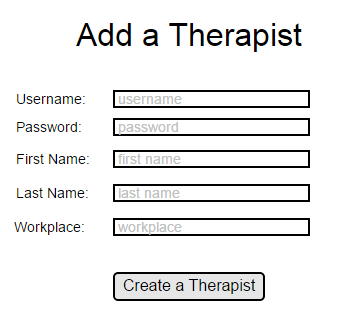 Add a Therapist
Username: username
Password: password
First Name: first name
Last Name: last name
Workplace: workplace
Create a Therapist